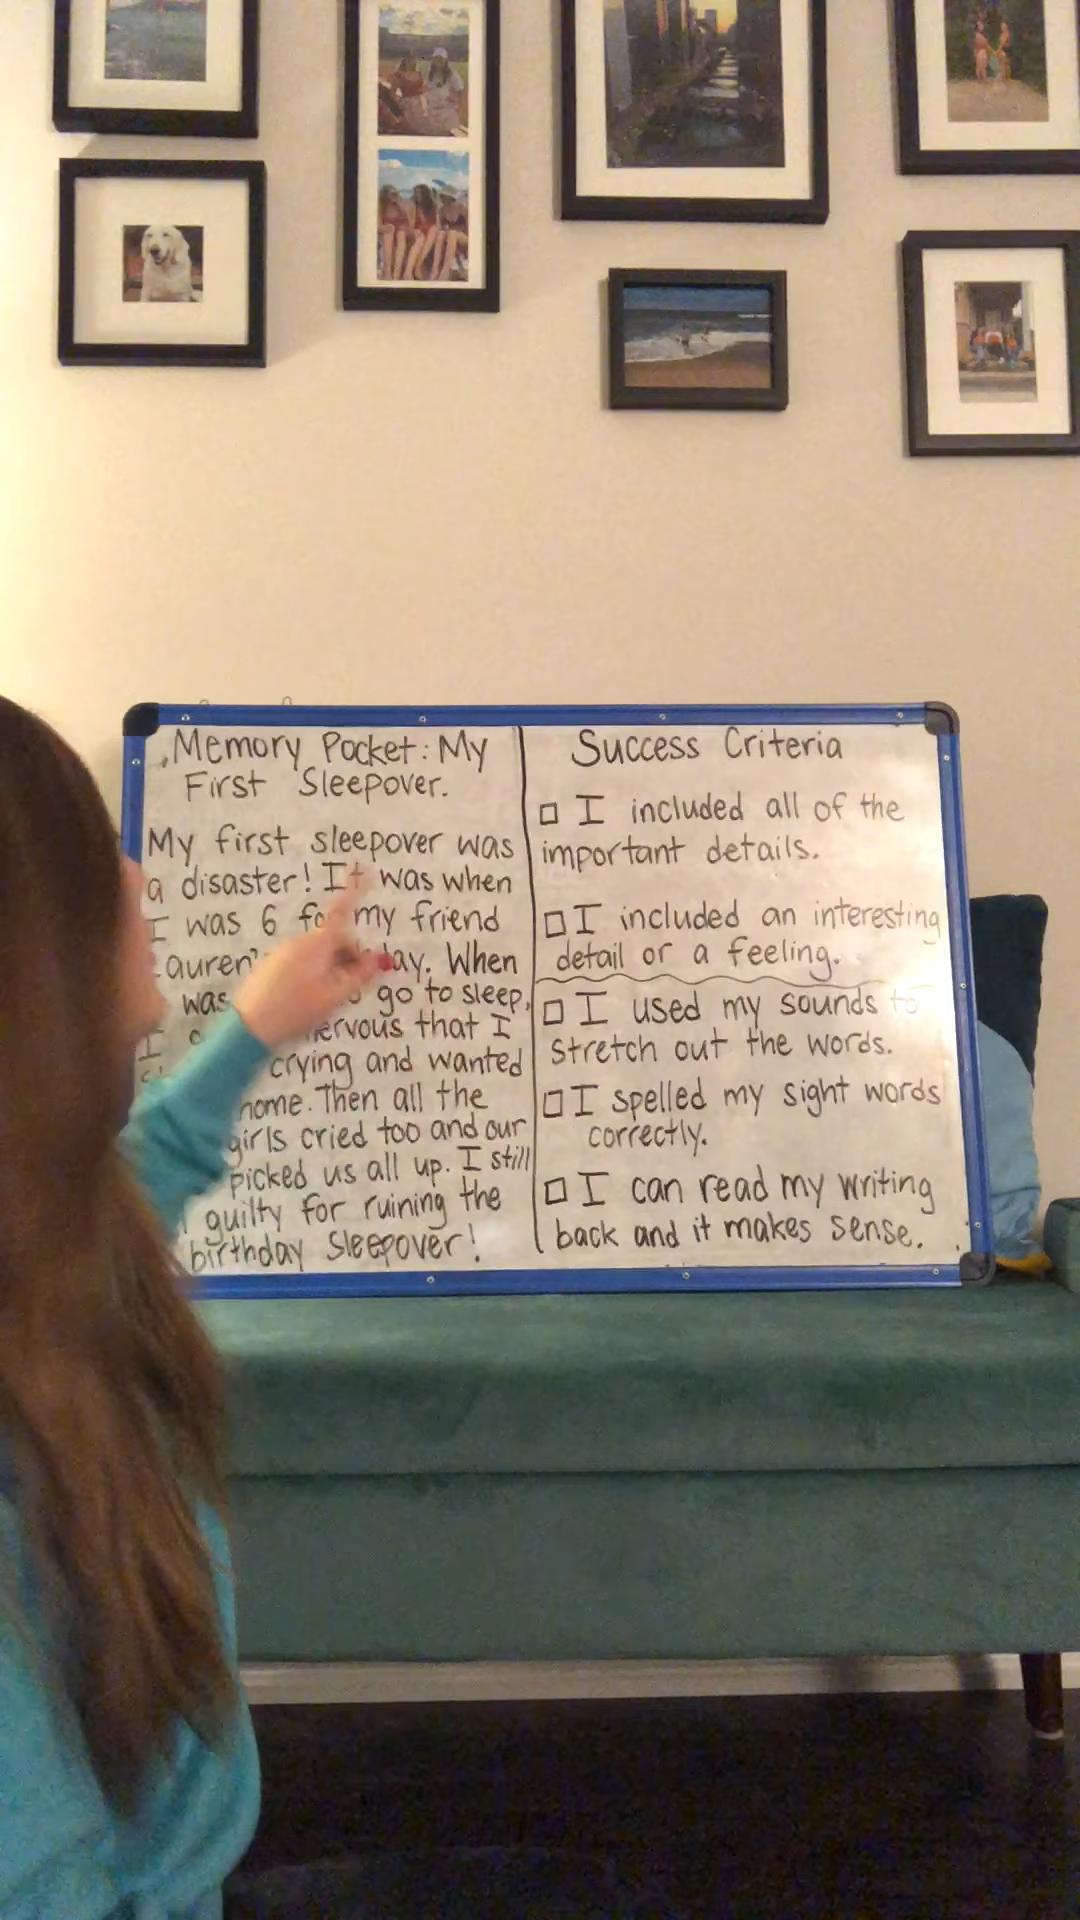 Memory Pocket: My
First Sleepover.
My first sleepover was
a disaster! It was when
I was 6 for my friend
Lauren's day. When
was go to sleep,
I nervous that I
crying and wanted
home. Then all the
girls cried too and our
picked us all up. I still
guilty for ruining the
birthday sleepover!
Success Criteria
□ I included all of the
important details.
□ I included an interesting
detail or a feeling.
□ I used my sounds to
stretch out the words.
□ I spelled my sight words
correctly.
□ I can read my writing
back and it makes sense.